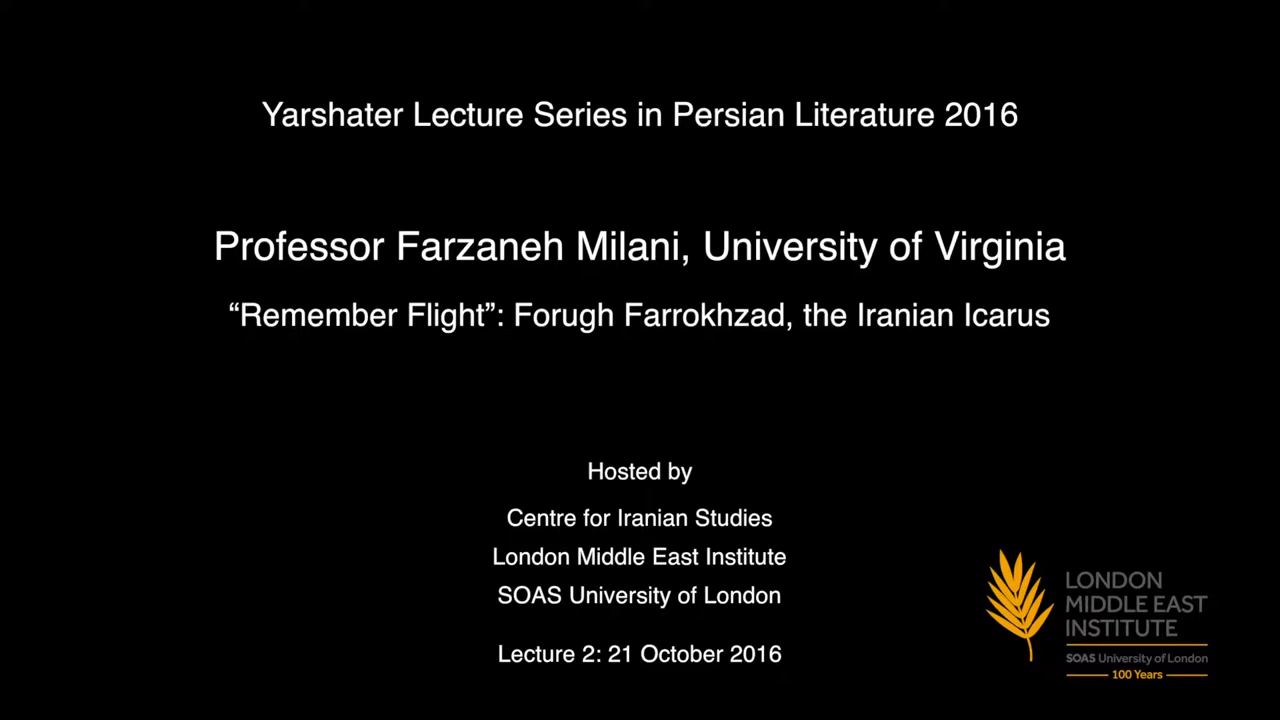 Yarshater Lecture Series in Persian Literature 2016
Professor Farzaneh Milani, University of Virginia
“Remember Flight”: Forugh Farrokhzad, the Iranian Icarus
Hosted by
Centre for Iranian Studies
London Middle East Institute
SOAS University of London
Lecture 2: 21 October 2016
LONDON
MIDDLE EAST
INSTITUTE
SOAS University of London
100 Years